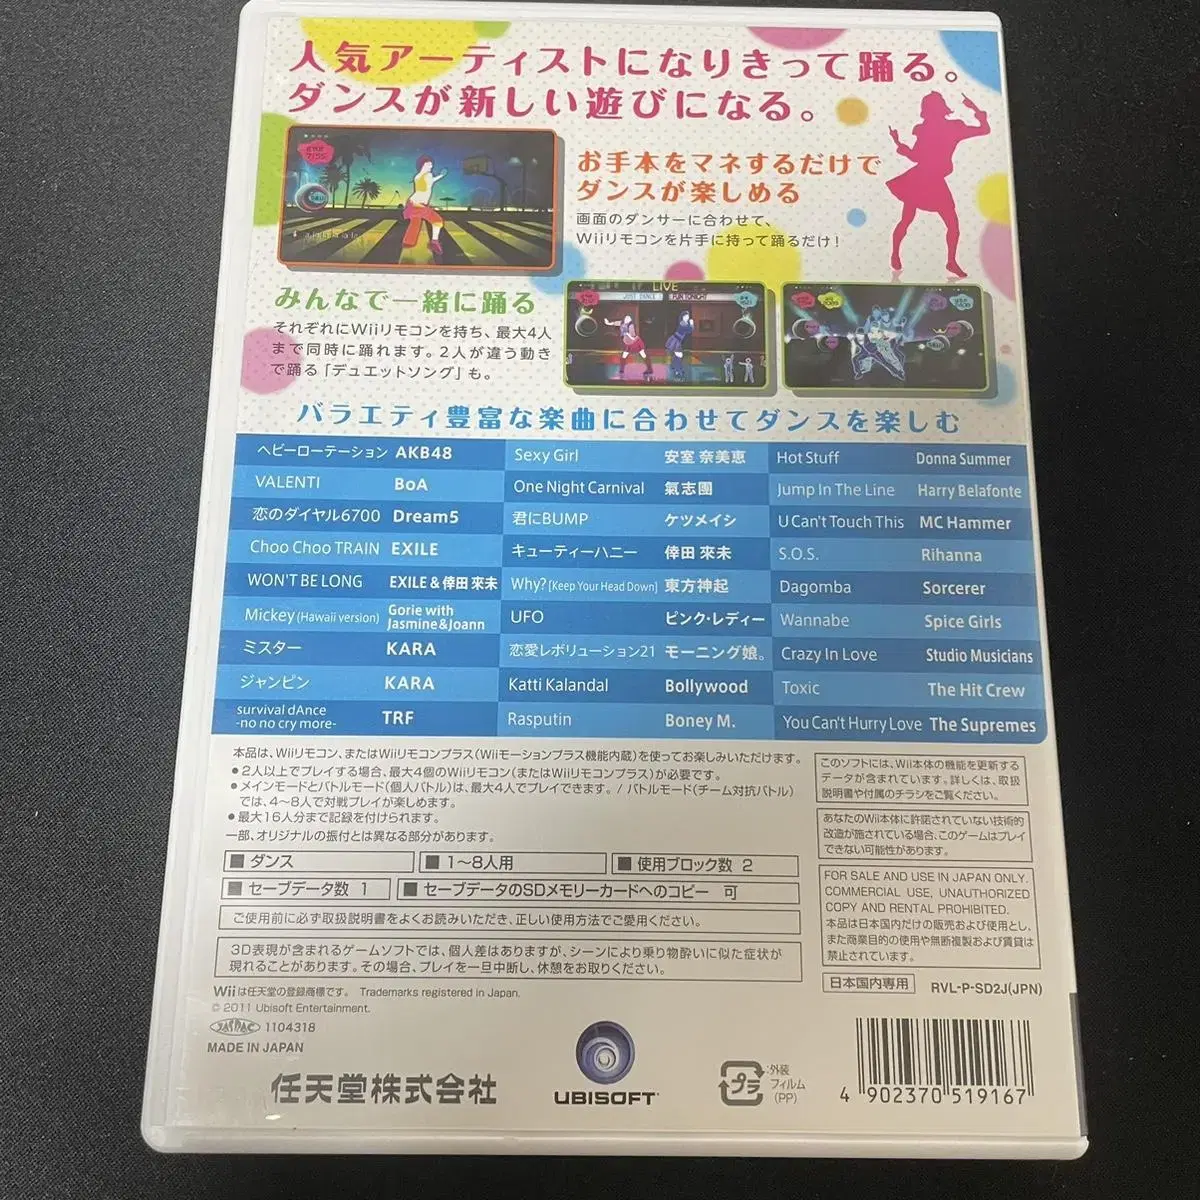 人気アーティストになりきって踊る。
ダンスが新しい遊びになる。
お手本をマネするだけで
ダンスが楽しめる
画面のダンサーに合わせて、
Wiiリモコンを片手に持って踊るだけ!
みんなで一緒に踊る
それぞれにWiiリモコンを持ち、最大4人
まで同時に踊れます。2人が違う動き
で踊る「デュエットソング」も。
LIVE
JUST DANCE
FUN TONIGHT
バラエティ豊富な楽曲に合わせてダンスを楽しむ
ヘビーローテーション AKB48
VALENTI BoA
恋のダイヤル6700 Dream5
Choo Choo TRAIN EXILE
WON'T BE LONG EXILE & 倖田 來未
Mickey (Hawaii version) Gorie with Jasmine&Joann
ミスター KARA
ジャンピン KARA
survival dAnce -no no cry more- TRF
Sexy Girl 安室 奈美恵
One Night Carnival 氣志團
君にBUMP ケツメイシ
キューティーハニー 倖田 來未
Why? [Keep Your Head Down] 東方神起
UFO ピンク・レディー
恋愛レボリューション21 モーニング娘。
Katti Kalandal Bollywood
Rasputin Boney M.
Hot Stuff Donna Summer
Jump In The Line Harry Belafonte
U Can't Touch This MC Hammer
S.O.S. Rihanna
Dagomba Sorcerer
Wannabe Spice Girls
Crazy In Love Studio Musicians
Toxic The Hit Crew
You Can't Hurry Love The Supremes
本品は、Wiiリモコン、またはWiiリモコンプラス(Wiiモーションプラス機能内蔵)を使ってお楽しみいただけます。
●2人以上でプレイする場合、最大4個のWiiリモコン(またはWiiリモコンプラス)が必要です。
●メインモードとバトルモード(個人バトル)は、最大4人でプレイできます。/ バトルモード(チーム対抗バトル)
では、4〜8人で対戦プレイが楽しめます。
●最大16人分まで記録を付けられます。
一部、オリジナルの振付とは異なる部分があります。
■ ダンス
■ 1〜8人用
■ 使用ブロック数 2
■ セーブデータ数 1
■ セーブデータのSDメモリーカードへのコピー 可
ご使用前に必ず取扱説明書をよくお読みいただき、正しい使用方法でご愛用ください。
3D表現が含まれるゲームソフトでは、個人差はありますが、シーンにより乗り物酔いに似た症状が
現れることがあります。その場合、プレイを一旦中断し、休憩をお取りください。
このソフトには、Wii本体の機能を更新する
データが含まれています。詳しくは、取扱
説明書や付属のチラシをご覧ください。
あなたのWii本体に許諾されていない技術的
改造が施されている場合、このゲームはプレイ
できない可能性があります。
FOR SALE AND USE IN JAPAN ONLY.
COMMERCIAL USE, UNAUTHORIZED
COPY AND RENTAL PROHIBITED.
本品は日本国内だけの販売および使用とし、
また商業目的の使用や無断複製および賃貸は
禁止されています。
日本国内専用
RVL-P-SD2J(JPN)
Wiiは任天堂の登録商標です。 Trademarks registered in Japan.
© 2011 Ubisoft Entertainment.
JASRAC 1104318
MADE IN JAPAN
任天堂株式会社
UBISOFT
プラ
:外装
フィルム
(PP)
4 902370 519167